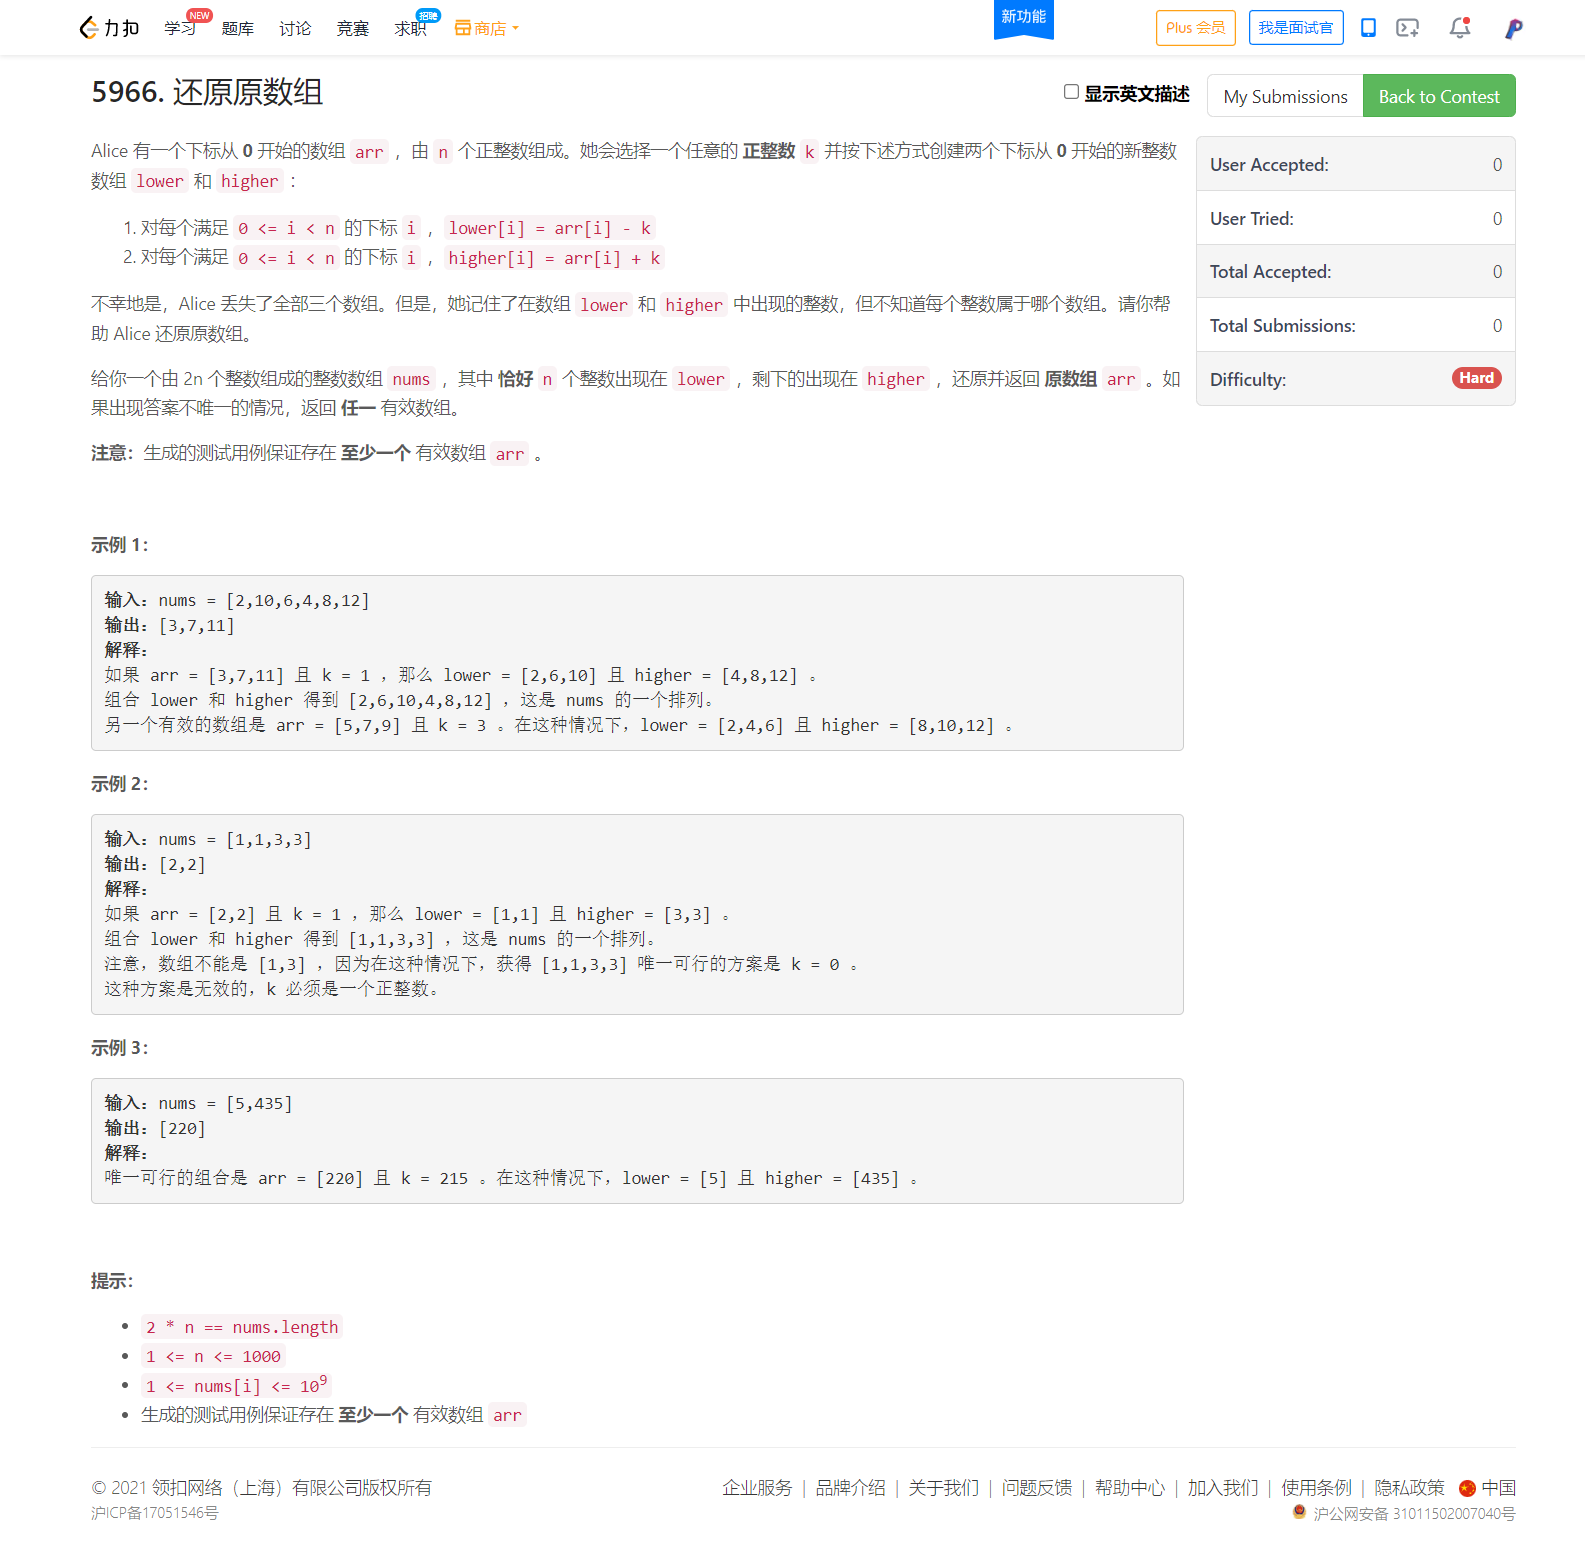 力扣 学习 NEW 题库 讨论 竞赛 求职 招聘 商店 新功能 Plus 会员 我是面试官
5966. 还原原数组
显示英文描述 My Submissions Back to Contest
Alice 有一个下标从 0 开始的数组 arr ，由 n 个正整数组成。她会选择一个任意的 正整数 k 并按下述方式创建两个下标从 0 开始的新整数
数组 lower 和 higher ：
1. 对每个满足 0 <= i < n 的下标 i ，lower[i] = arr[i] - k
2. 对每个满足 0 <= i < n 的下标 i ，higher[i] = arr[i] + k
不幸地是，Alice 丢失了全部三个数组。但是，她记住了在数组 lower 和 higher 中出现的整数，但不知道每个整数属于哪个数组。请你帮
助 Alice 还原原数组。
给你一个由 2n 个整数组成的整数数组 nums ，其中 恰好 n 个整数出现在 lower ，剩下的出现在 higher ，还原并返回 原数组 arr 。如
果出现答案不唯一的情况，返回 任一 有效数组。
注意：生成的测试用例保证存在 至少一个 有效数组 arr 。
User Accepted: 0
User Tried: 0
Total Accepted: 0
Total Submissions: 0
Difficulty: Hard
示例 1：
输入：nums = [2,10,6,4,8,12]
输出：[3,7,11]
解释：
如果 arr = [3,7,11] 且 k = 1 ，那么 lower = [2,6,10] 且 higher = [4,8,12] 。
组合 lower 和 higher 得到 [2,6,10,4,8,12] ，这是 nums 的一个排列。
另一个有效的数组是 arr = [5,7,9] 且 k = 3 。在这种情况下，lower = [2,4,6] 且 higher = [8,10,12] 。
示例 2：
输入：nums = [1,1,3,3]
输出：[2,2]
解释：
如果 arr = [2,2] 且 k = 1 ，那么 lower = [1,1] 且 higher = [3,3] 。
组合 lower 和 higher 得到 [1,1,3,3] ，这是 nums 的一个排列。
注意，数组不能是 [1,3] ，因为在这种情况下，获得 [1,1,3,3] 唯一可行的方案是 k = 0 。
这种方案是无效的，k 必须是一个正整数。
示例 3：
输入：nums = [5,435]
输出：[220]
解释：
唯一可行的组合是 arr = [220] 且 k = 215 。在这种情况下，lower = [5] 且 higher = [435] 。
提示：
• 2 * n == nums.length
• 1 <= n <= 1000
• 1 <= nums[i] <= 10⁹
• 生成的测试用例保证存在 至少一个 有效数组 arr
© 2021 领扣网络（上海）有限公司版权所有 企业服务 | 品牌介绍 | 关于我们 | 问题反馈 | 帮助中心 | 加入我们 | 使用条例 | 隐私政策 中国
沪ICP备17051546号 沪公网安备 31011502007040号